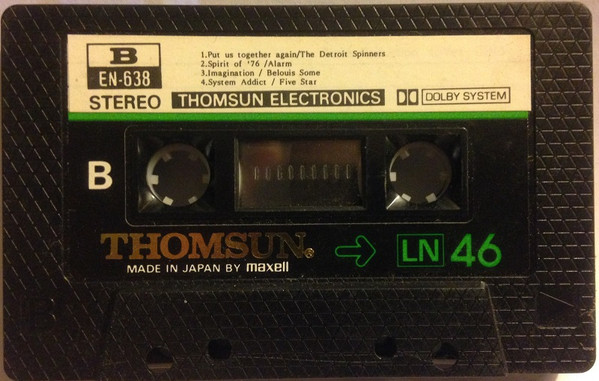 B
EN-638
STEREO
1.Put us together again/The Detroit Spinners
2.Spirit of '76 /Alarm
3.Imagination / Belouis Some
4.System Addict / Five Star
THOMSUN ELECTRONICS
DOLBY SYSTEM
B
THOMSUN®
MADE IN JAPAN BY maxell
LN 46